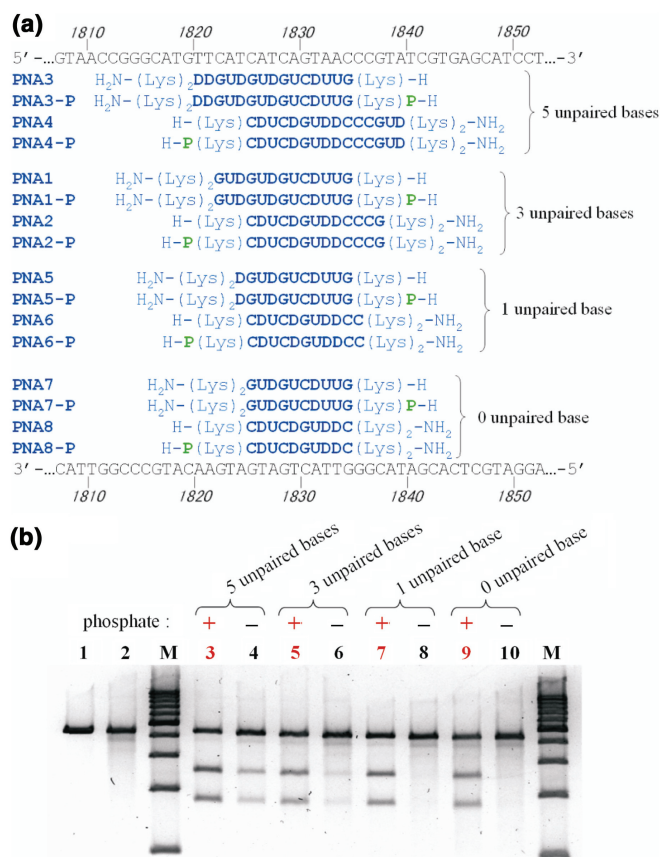 (a)
1810 1820 1830 1840 1850
5′-…GTAACCGGGCATGTTCATCATCAGTAACCCGTATCGTGAGCATCCT…-3′
PNA3 H₂N-(Lys)₂DDGUDGUDGUCDUUG(Lys)-H
PNA3-P H₂N-(Lys)₂DDGUDGUDGUCDUUG(Lys)P-H
PNA4 H-(Lys)CDUCDGUDDCCCGUD(Lys)₂-NH₂
PNA4-P H-P(Lys)CDUCDGUDDCCCGUD(Lys)₂-NH₂
5 unpaired bases
PNA1 H₂N-(Lys)₂GUDGUDGUCDUUG(Lys)-H
PNA1-P H₂N-(Lys)₂GUDGUDGUCDUUG(Lys)P-H
PNA2 H-(Lys)CDUCDGUDDCCCG(Lys)₂-NH₂
PNA2-P H-P(Lys)CDUCDGUDDCCCG(Lys)₂-NH₂
3 unpaired bases
PNA5 H₂N-(Lys)₂DGUDGUCDUUG(Lys)-H
PNA5-P H₂N-(Lys)₂DGUDGUCDUUG(Lys)P-H
PNA6 H-(Lys)CDUCDGUDDCC(Lys)₂-NH₂
PNA6-P H-P(Lys)CDUCDGUDDCC(Lys)₂-NH₂
1 unpaired base
PNA7 H₂N-(Lys)₂GUDGUCDUUG(Lys)-H
PNA7-P H₂N-(Lys)₂GUDGUCDUUG(Lys)P-H
PNA8 H-(Lys)CDUCDGUDDC(Lys)₂-NH₂
PNA8-P H-P(Lys)CDUCDGUDDC(Lys)₂-NH₂
0 unpaired base
3′-…CATTGGCCCGTACAAGTAGTAGTCATTGGGCATAGCACTCGTAGGA…-5′
1810 1820 1830 1840 1850
(b)
5 unpaired bases 3 unpaired bases 1 unpaired base 0 unpaired base
phosphate : + − + − + − + −
1 2 M 3 4 5 6 7 8 9 10 M